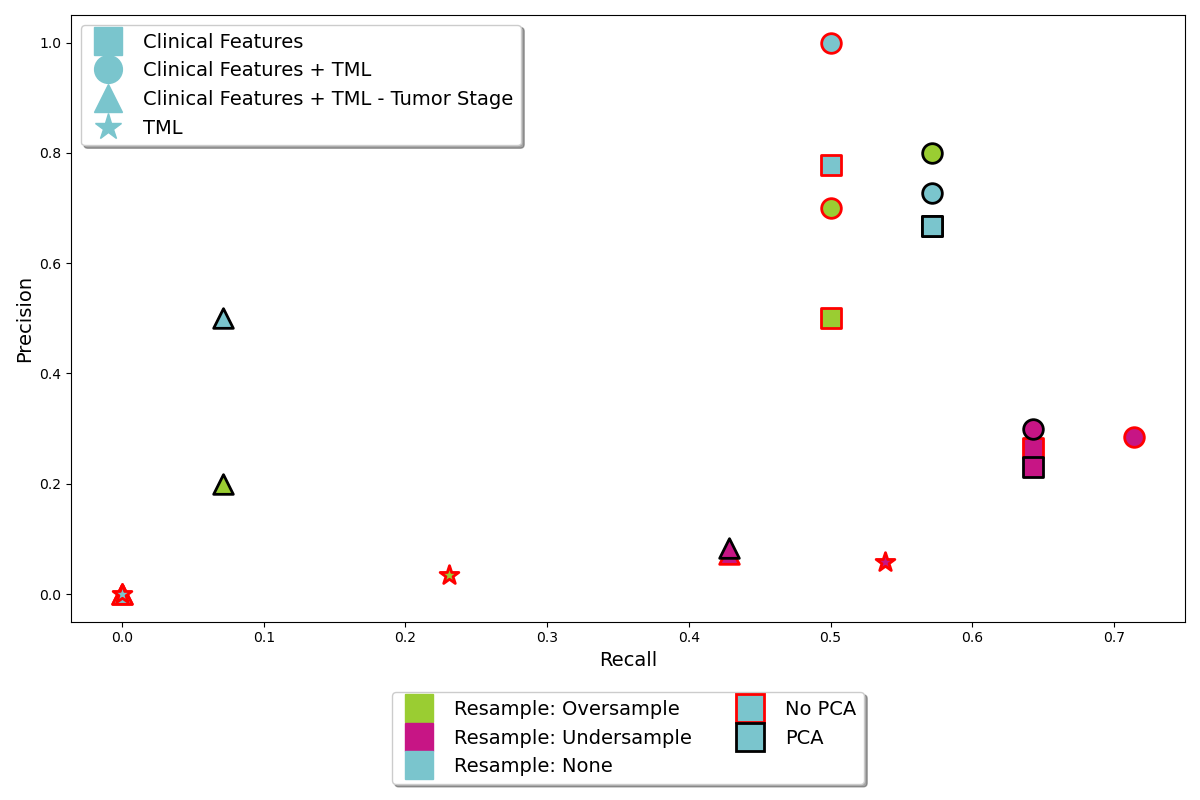 Clinical Features
Clinical Features + TML
Clinical Features + TML - Tumor Stage
TML
1.0
0.8
0.6
0.4
0.2
0.0
Precision
0.0 0.1 0.2 0.3 0.4 0.5 0.6 0.7
Recall
Resample: Oversample No PCA
Resample: Undersample PCA
Resample: None